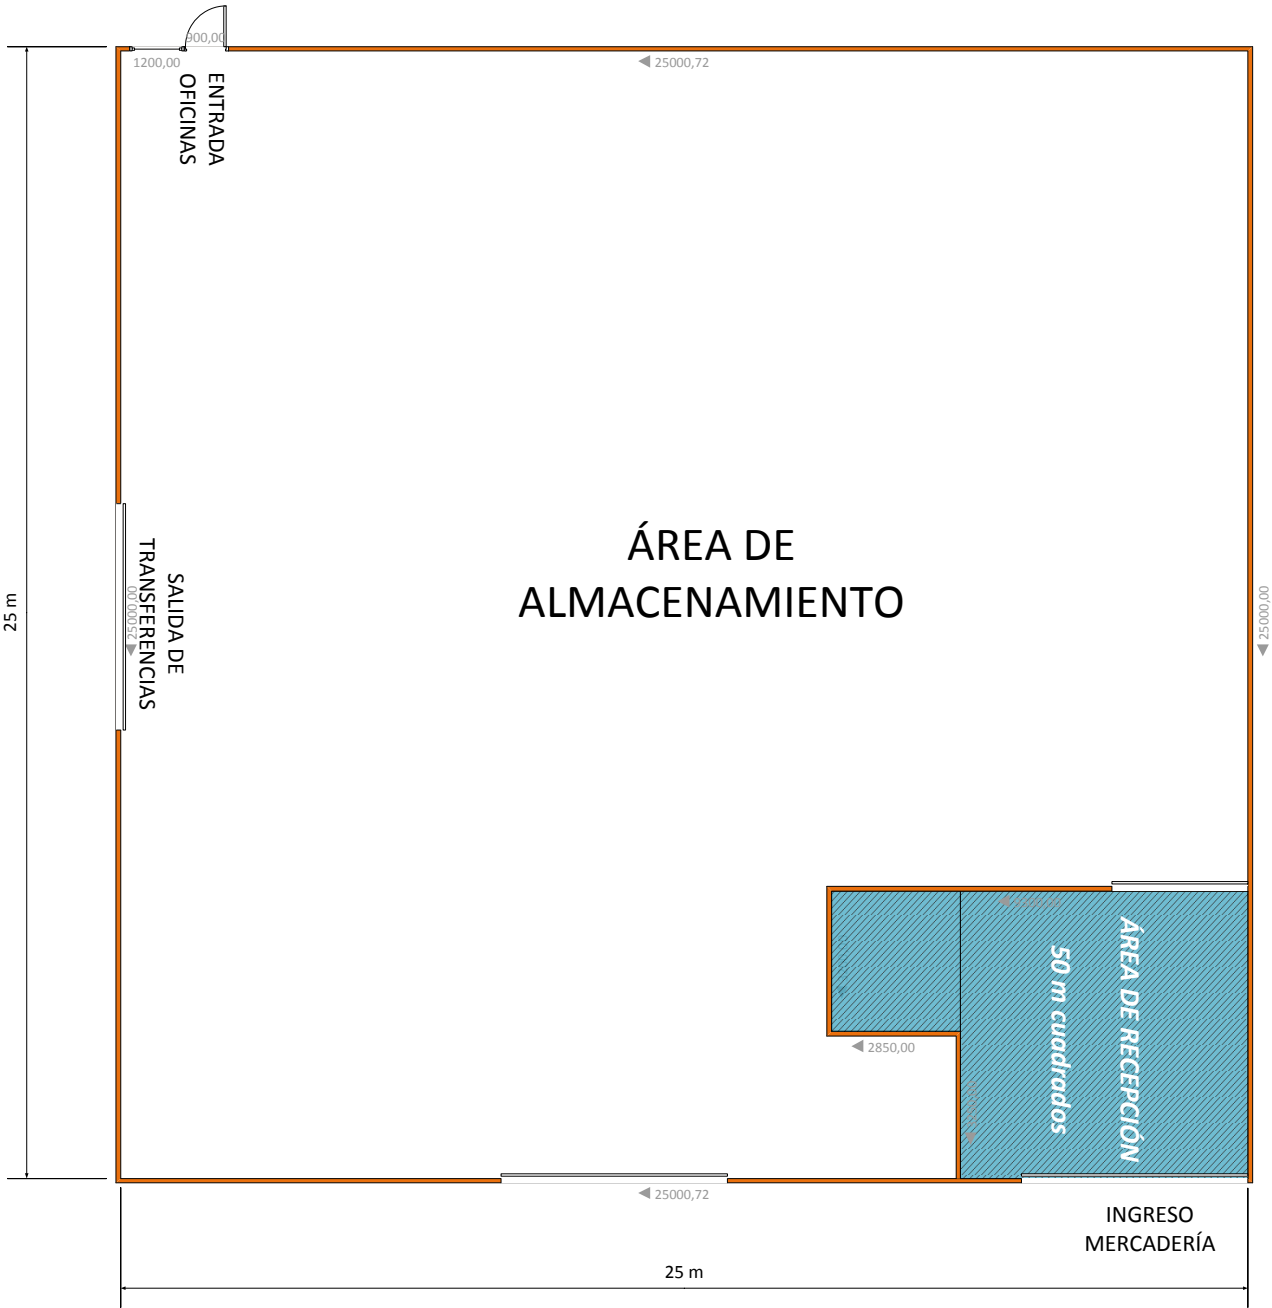 900,00
1200,00
25000,72
ENTRADA
OFICINAS
ÁREA DE
ALMACENAMIENTO
SALIDA DE
TRANSFERENCIAS
25000,00
25 m
25000,00
ÁREA DE RECEPCIÓN
50 m cuadrados
2850,00
25000,72
INGRESO
MERCADERÍA
25 m